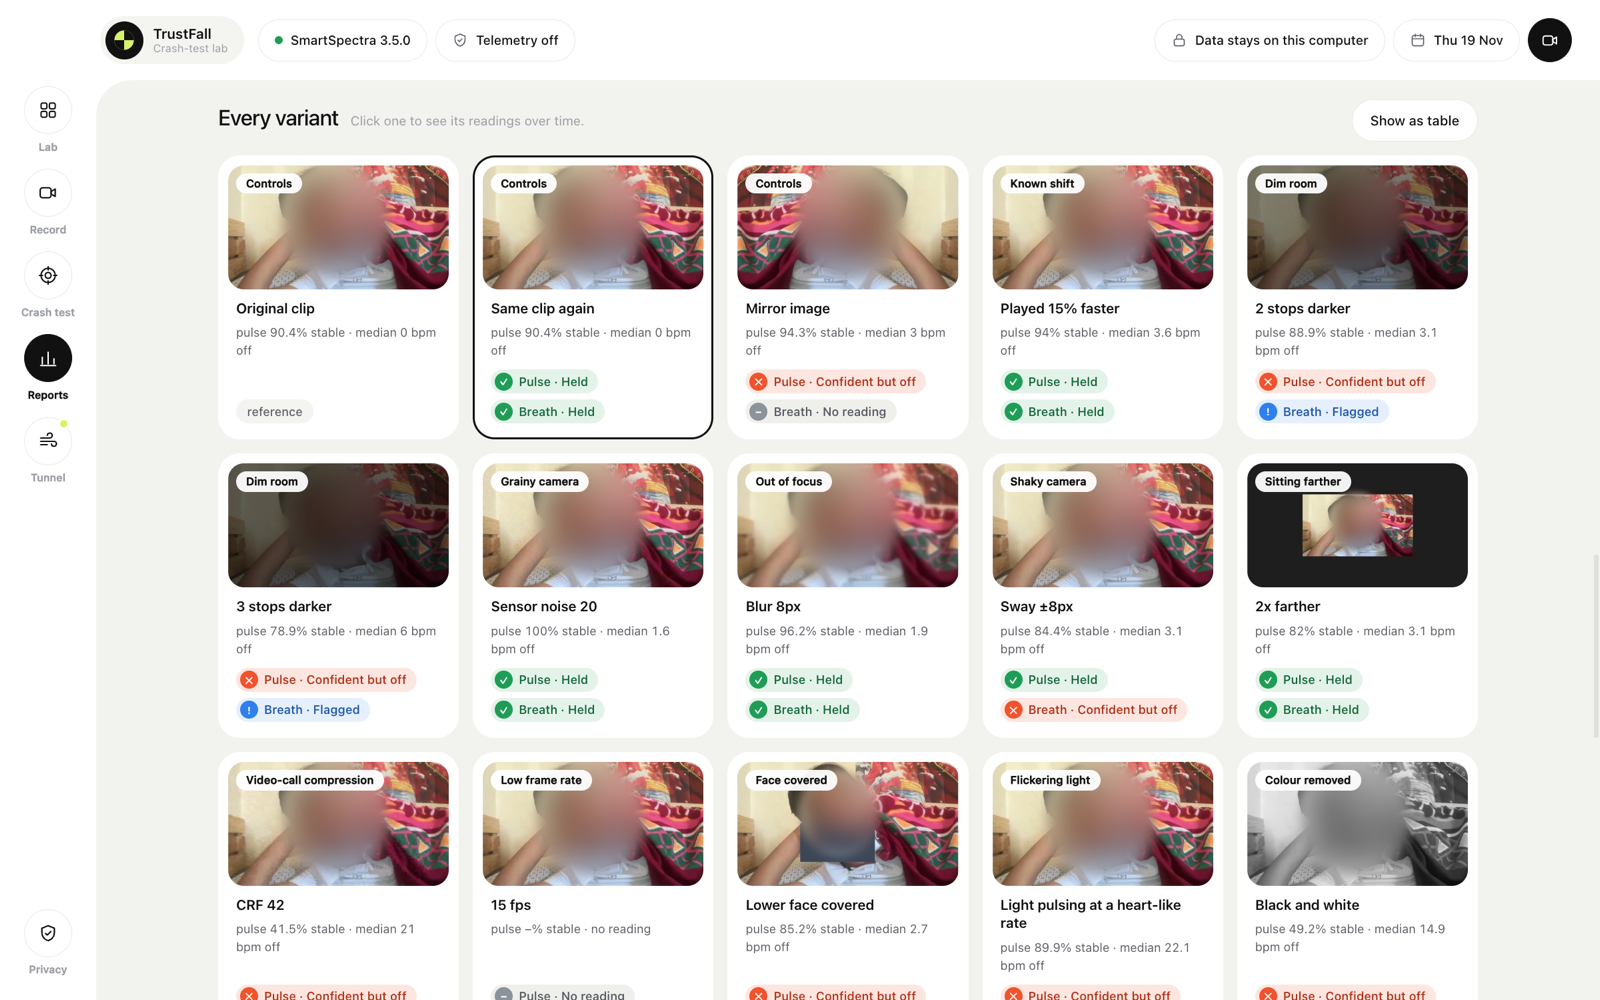 TrustFall
Crash-test lab
SmartSpectra 3.5.0
Telemetry off
Data stays on this computer
Thu 19 Nov
Lab
Record
Crash test
Reports
Tunnel
Privacy
Every variant
Click one to see its readings over time.
Show as table
Controls
Original clip
pulse 90.4% stable · median 0 bpm
off
reference
Controls
Same clip again
pulse 90.4% stable · median 0 bpm
off
Pulse · Held
Breath · Held
Controls
Mirror image
pulse 94.3% stable · median 3 bpm
off
Pulse · Confident but off
Breath · No reading
Known shift
Played 15% faster
pulse 94% stable · median 3.6 bpm
off
Pulse · Held
Breath · Held
Dim room
2 stops darker
pulse 88.9% stable · median 3.1
bpm off
Pulse · Confident but off
Breath · Flagged
Dim room
3 stops darker
pulse 78.9% stable · median 6 bpm
off
Pulse · Confident but off
Breath · Flagged
Grainy camera
Sensor noise 20
pulse 100% stable · median 1.6
bpm off
Pulse · Held
Breath · Held
Out of focus
Blur 8px
pulse 96.2% stable · median 1.9
bpm off
Pulse · Held
Breath · Held
Shaky camera
Sway ±8px
pulse 84.4% stable · median 3.1
bpm off
Pulse · Held
Breath · Confident but off
Sitting farther
2x farther
pulse 82% stable · median 3.1 bpm
off
Pulse · Held
Breath · Held
Video-call compression
CRF 42
pulse 41.5% stable · median 21
bpm off
Pulse · Confident but off
Low frame rate
15 fps
pulse –% stable · no reading
Pulse · No reading
Face covered
Lower face covered
pulse 85.2% stable · median 2.7
bpm off
Pulse · Confident but off
Flickering light
Light pulsing at a heart-like
rate
pulse 89.9% stable · median 22.1
bpm off
Pulse · Confident but off
Colour removed
Black and white
pulse 49.2% stable · median 14.9
bpm off
Pulse · Confident but off